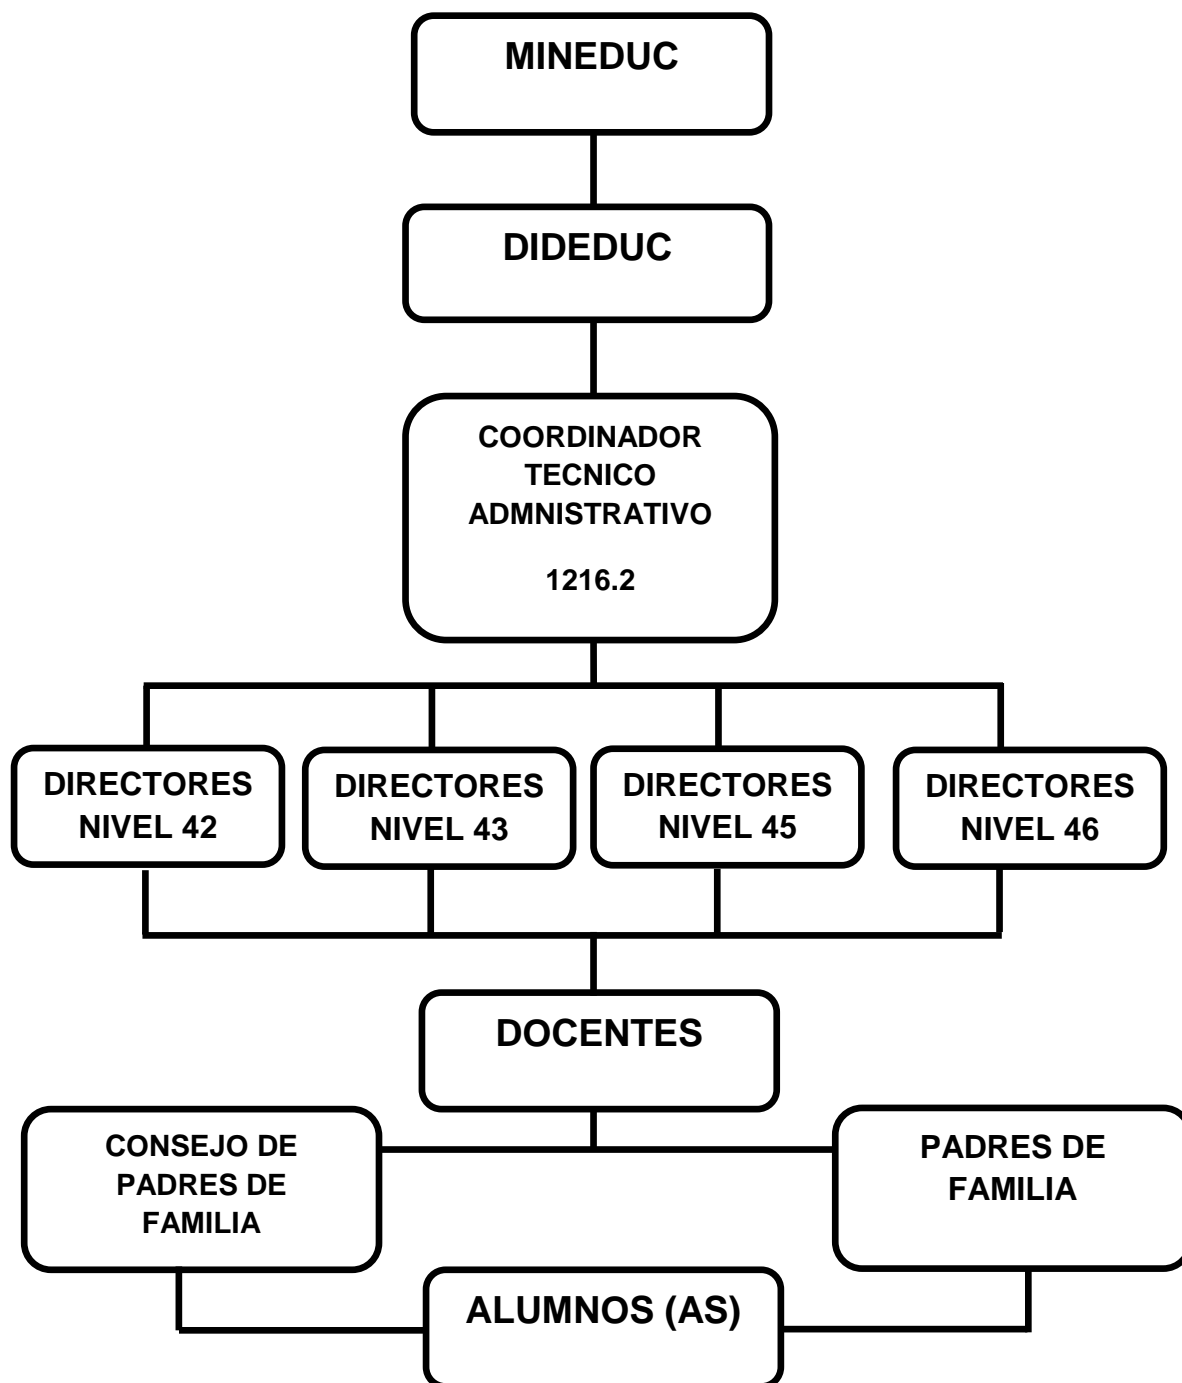 MINEDUC
DIDEDUC
COORDINADOR
TECNICO
ADMNISTRATIVO
1216.2
DIRECTORES
NIVEL 42
DIRECTORES
NIVEL 43
DIRECTORES
NIVEL 45
DIRECTORES
NIVEL 46
DOCENTES
CONSEJO DE
PADRES DE
FAMILIA
PADRES DE
FAMILIA
ALUMNOS (AS)